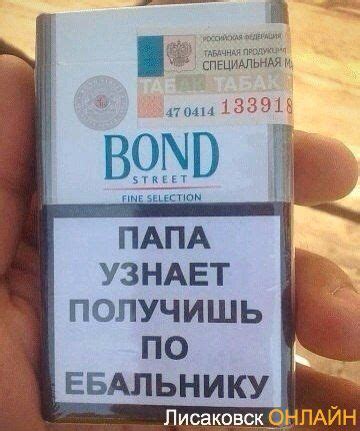 РОССИЙСКАЯ ФЕДЕРАЦИЯ
ТАБАЧНАЯ ПРОДУКЦИЯ
СПЕЦИАЛЬНАЯ М
ТАБАК ТАБАК
47 0414 133918
BOND
STREET
FINE SELECTION
ПАПА
УЗНАЕТ
ПОЛУЧИШЬ
ПО
ЕБАЛЬНИКУ
Лисаковск ОНЛАЙН